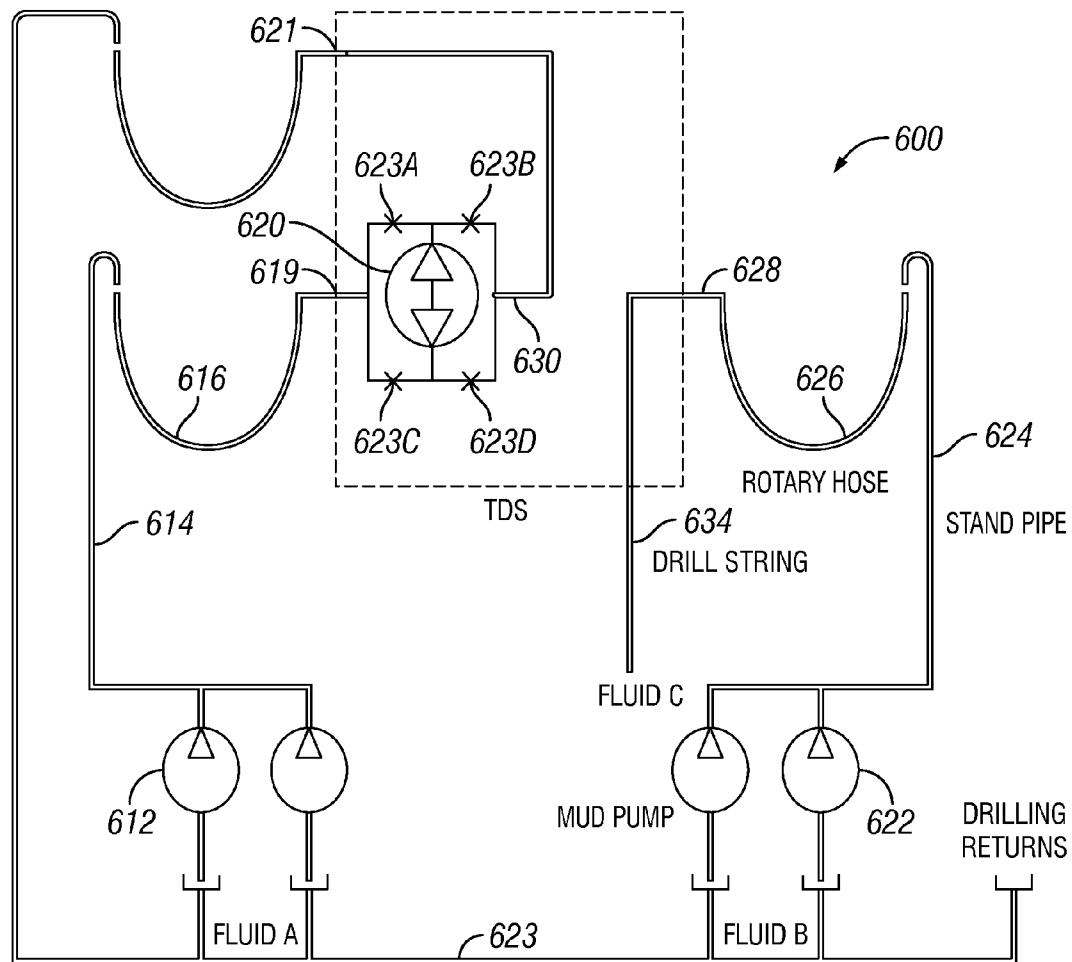 621
600
623A
623B
620
619
628
630
616
626
623C
623D
624
ROTARY HOSE
TDS
STAND PIPE
614
634
DRILL STRING
FLUID C
612
MUD PUMP
622
DRILLING
RETURNS
FLUID A
623
FLUID B